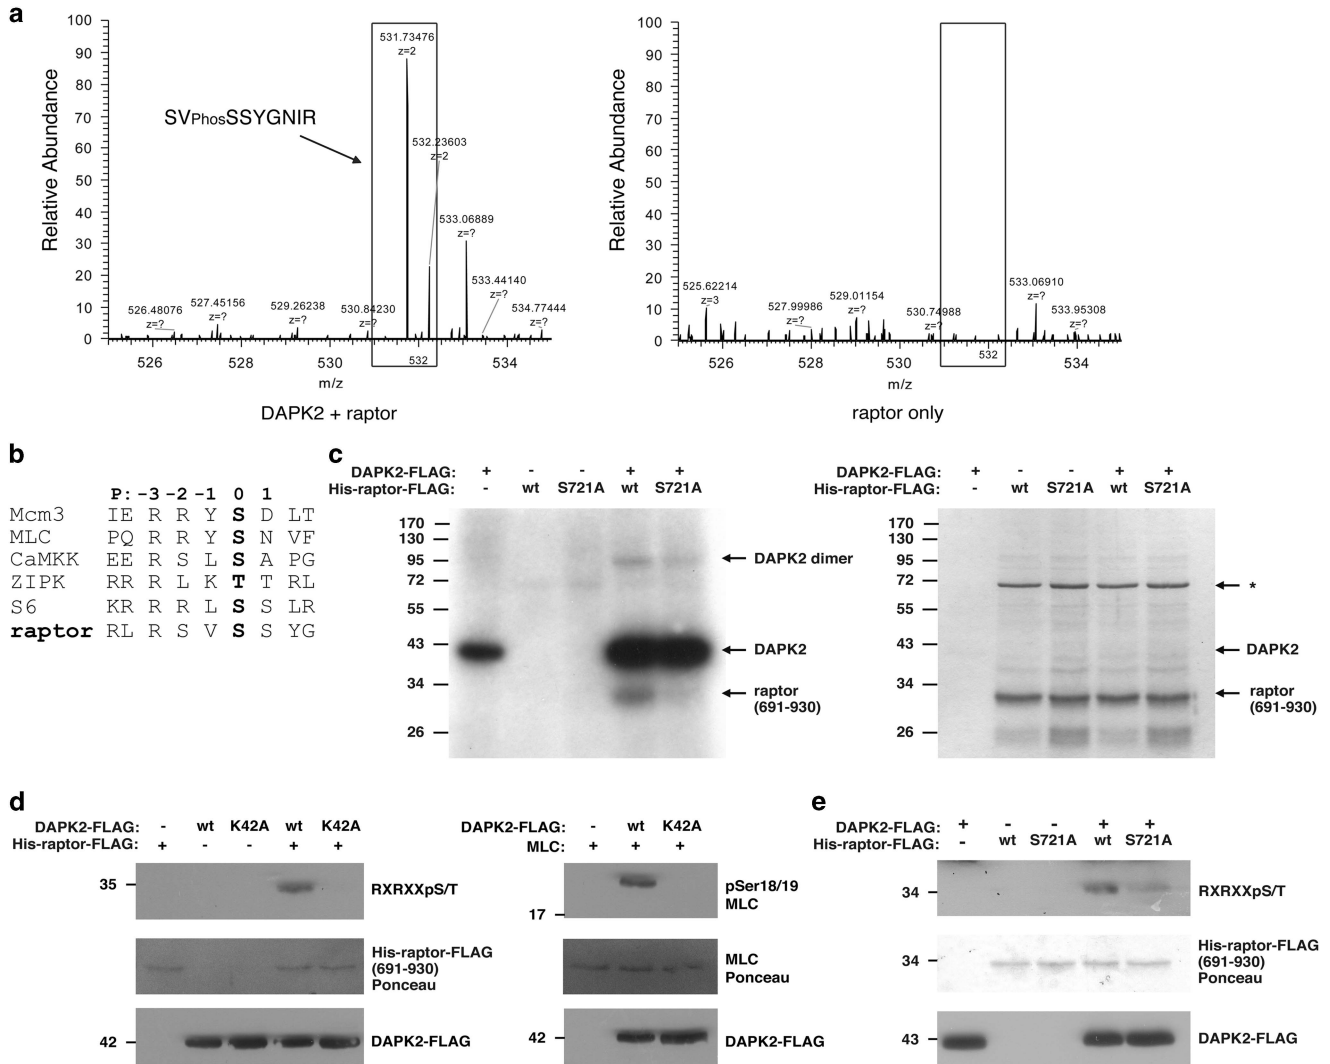 a
100
90
80
70
60
50
40
30
20
10
0
Relative Abundance
SVPhosSSYGNIR
531.73476
z=2
532.23603
z=2
533.06889
z=?
533.44140
z=?
534.77444
z=?
526.48076
z=?
527.45156
z=?
529.26238
z=?
530.84230
z=?
526 528 530 532 534
m/z
DAPK2 + raptor
100
90
80
70
60
50
40
30
20
10
0
Relative Abundance
525.62214
z=3
527.99986
z=?
529.01154
z=?
530.74988
z=?
533.06910
z=?
533.95308
z=?
526 528 530 532 534
m/z
raptor only
b
P: -3 -2 -1 0 1
Mcm3 IE R R Y S D LT
MLC PQ R R Y S N VF
CaMKK EE R S L S A PG
ZIPK RR R L K T T RL
S6 KR R R L S S LR
raptor RL R S V S S YG
c
DAPK2-FLAG: + - - + +
His-raptor-FLAG: - wt S721A wt S721A
170
130
95
72
55
43
34
26
DAPK2 dimer
DAPK2
raptor
(691-930)
DAPK2-FLAG: + - - + +
His-raptor-FLAG: - wt S721A wt S721A
170
130
95
72
55
43
34
26
*
DAPK2
raptor
(691-930)
d
DAPK2-FLAG: - wt K42A wt K42A
His-raptor-FLAG: + - - + +
35
RXRXXpS/T
His-raptor-FLAG
(691-930)
Ponceau
42
DAPK2-FLAG
DAPK2-FLAG: - wt K42A
MLC: + + +
17
pSer18/19
MLC
MLC
Ponceau
42
DAPK2-FLAG
e
DAPK2-FLAG: + - - + +
His-raptor-FLAG: - wt S721A wt S721A
34
RXRXXpS/T
34
His-raptor-FLAG
(691-930)
Ponceau
43
DAPK2-FLAG